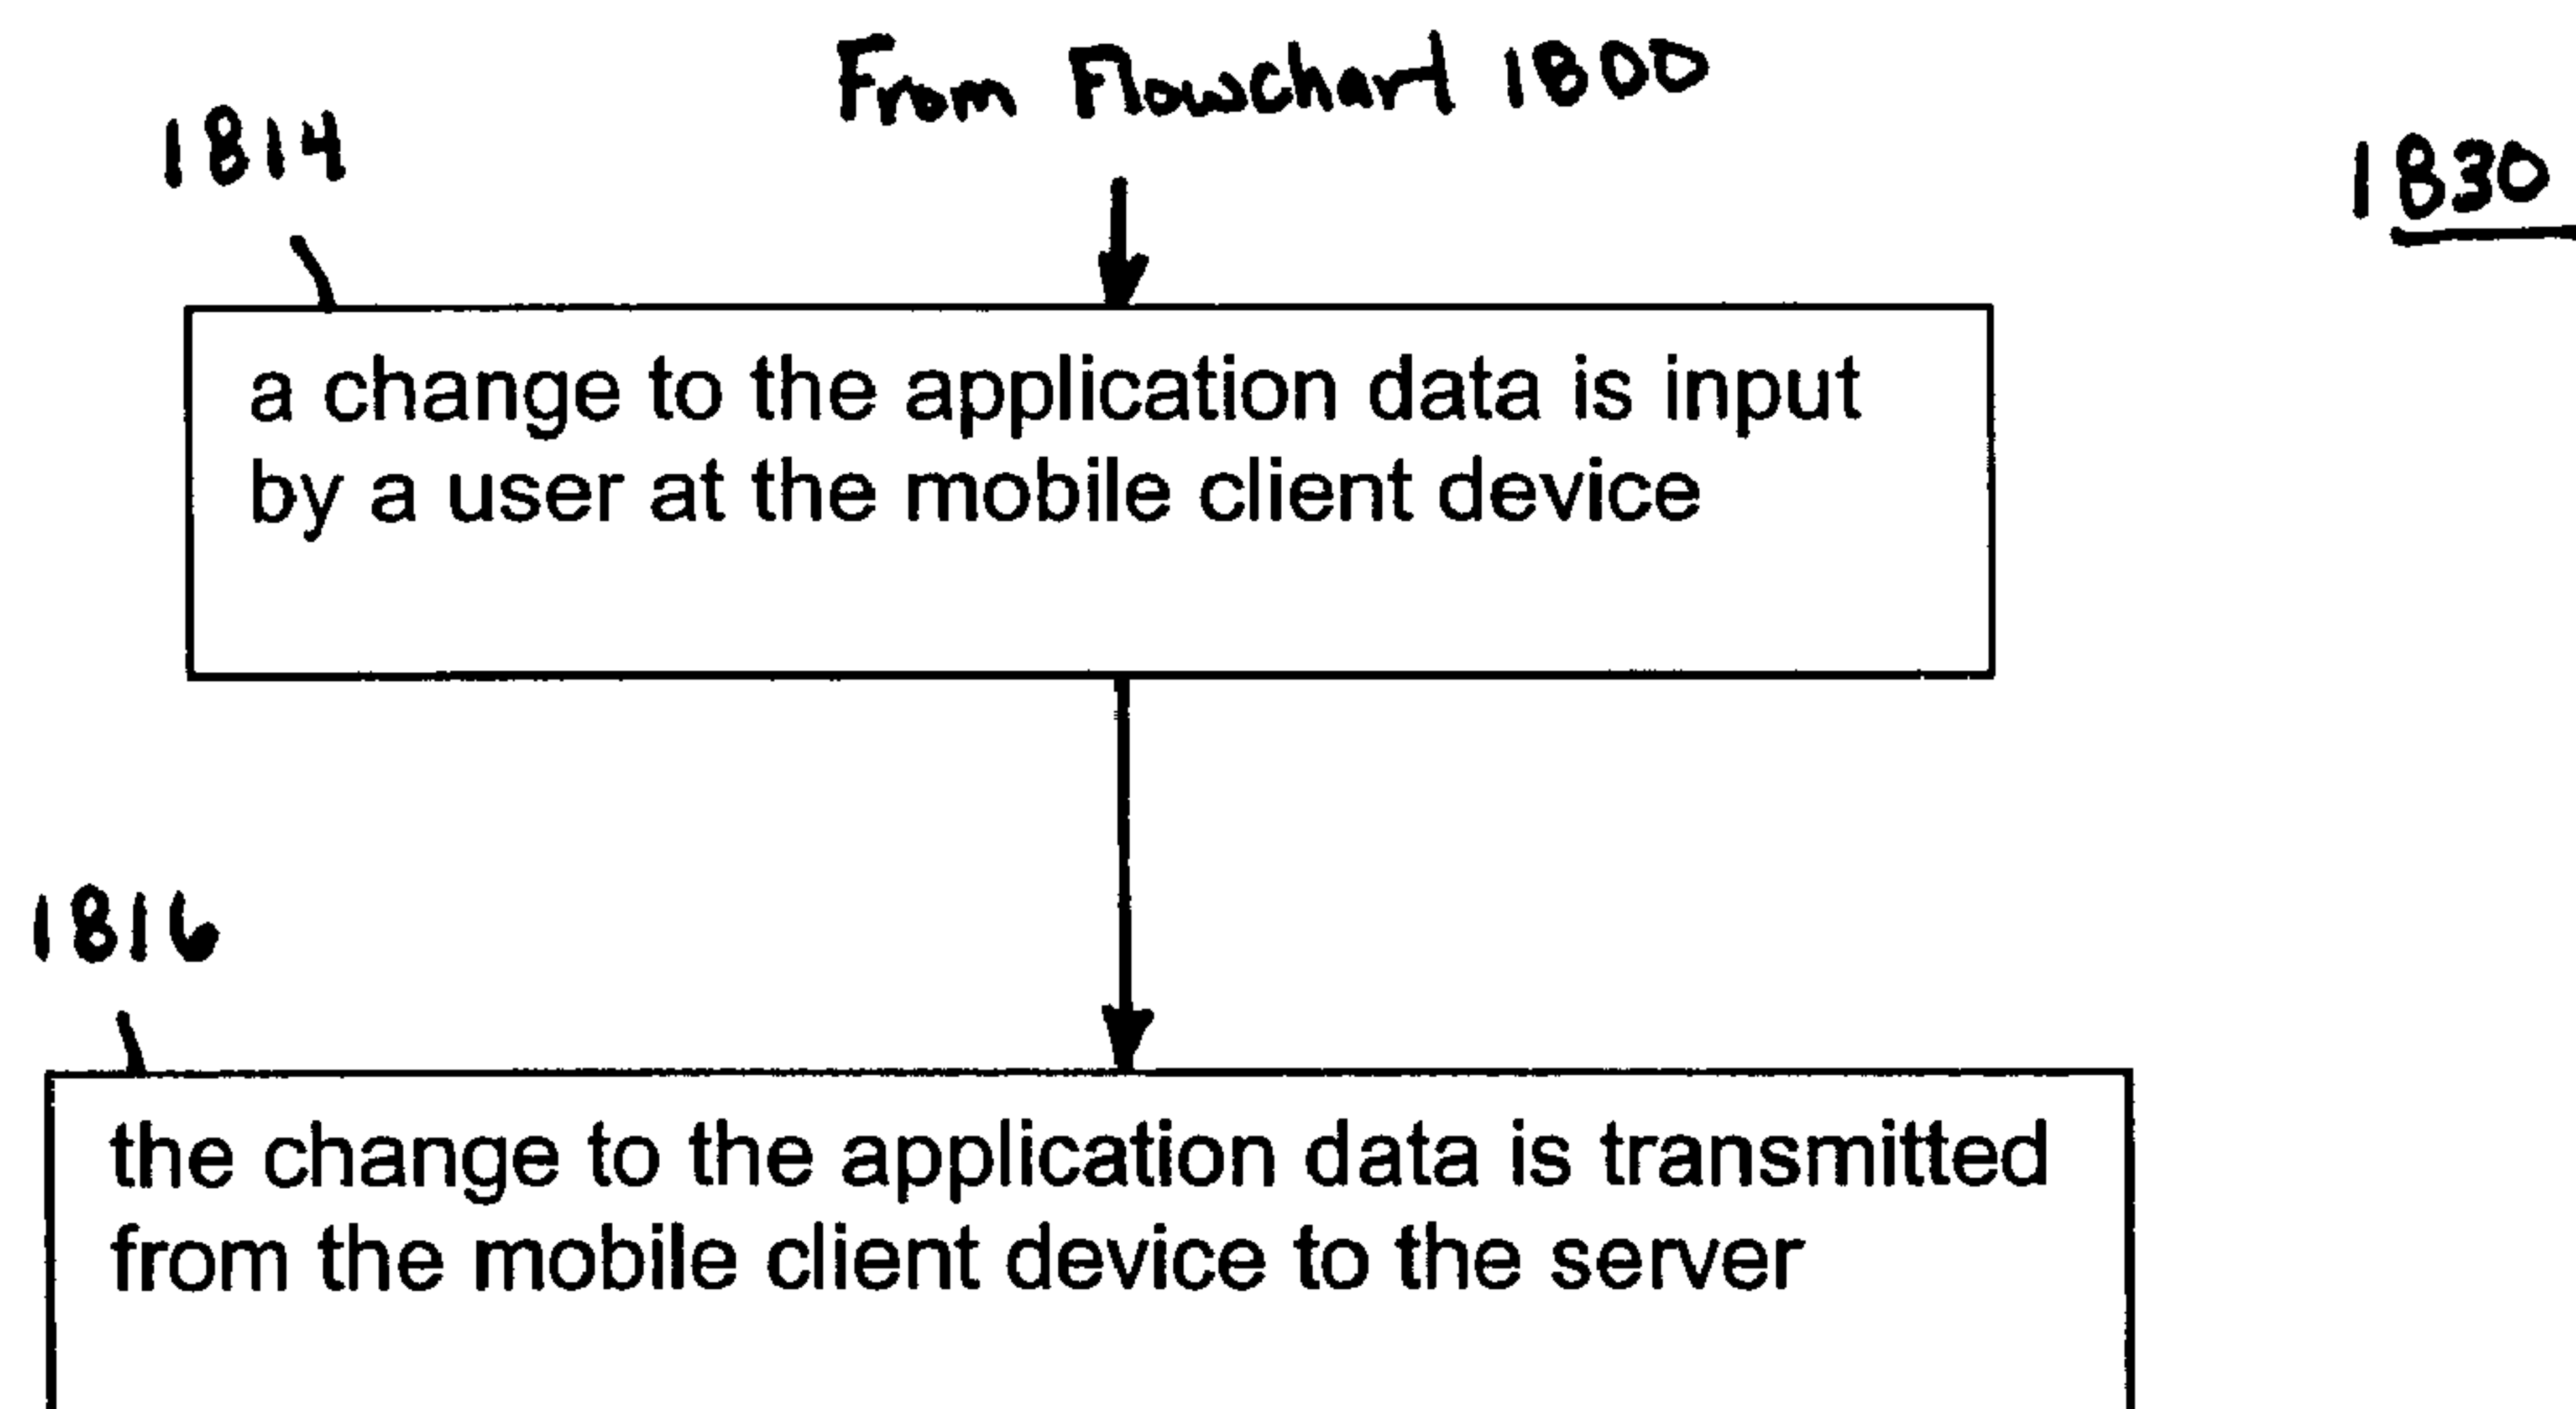 From Flowchart 1800
1814
1830
a change to the application data is input
by a user at the mobile client device
1816
the change to the application data is transmitted
from the mobile client device to the server